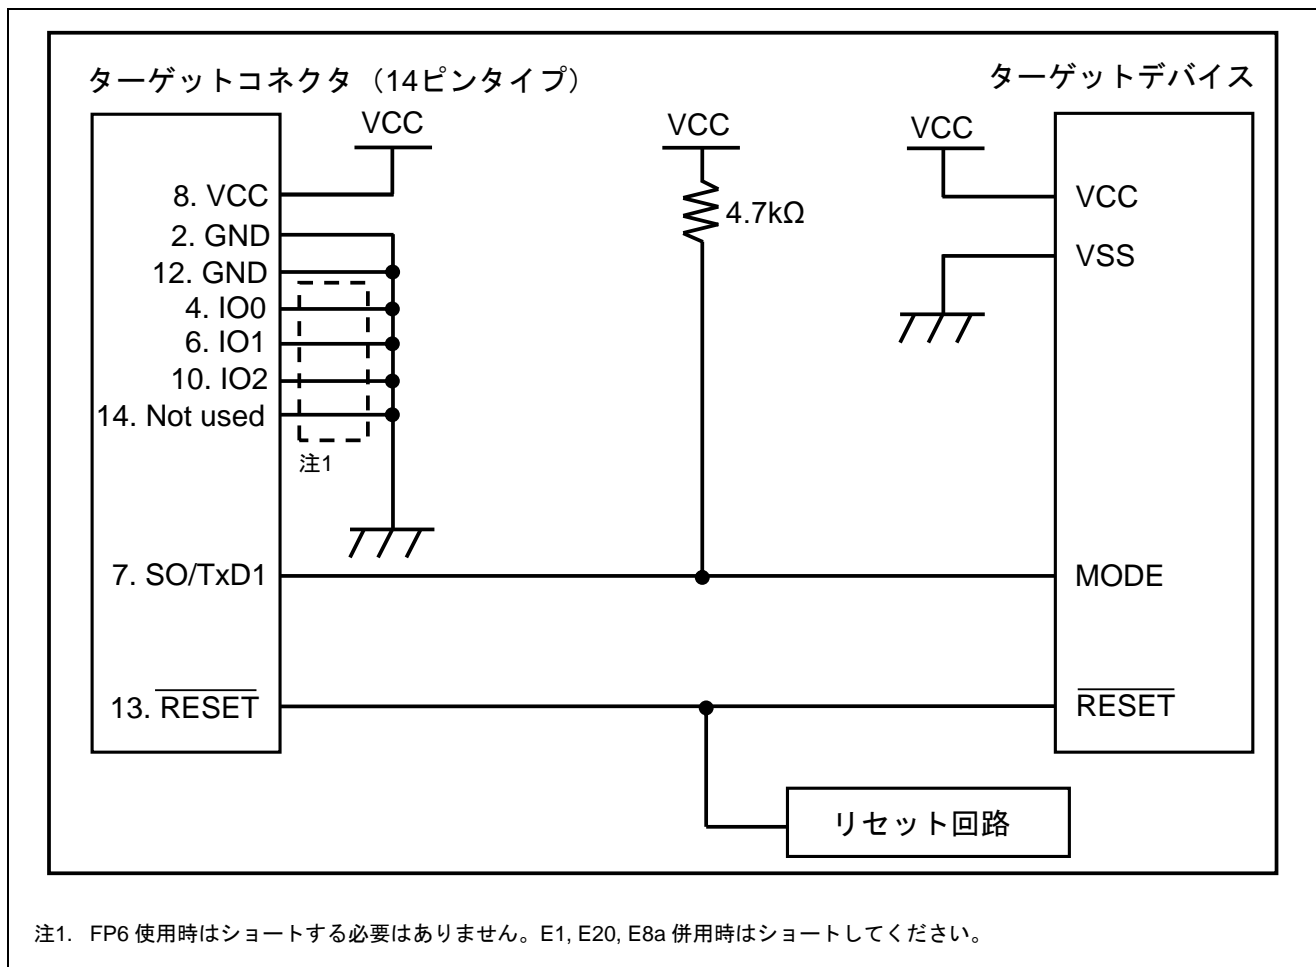 ターゲットコネクタ（14ピンタイプ）
ターゲットデバイス
VCC
VCC
VCC
8. VCC
2. GND
12. GND
4. IO0
6. IO1
10. IO2
14. Not used
注1
4.7kΩ
VCC
VSS
7. SO/TxD1
MODE
13. RESET
RESET
リセット回路
注1. FP6 使用時はショートする必要はありません。E1, E20, E8a 併用時はショートしてください。